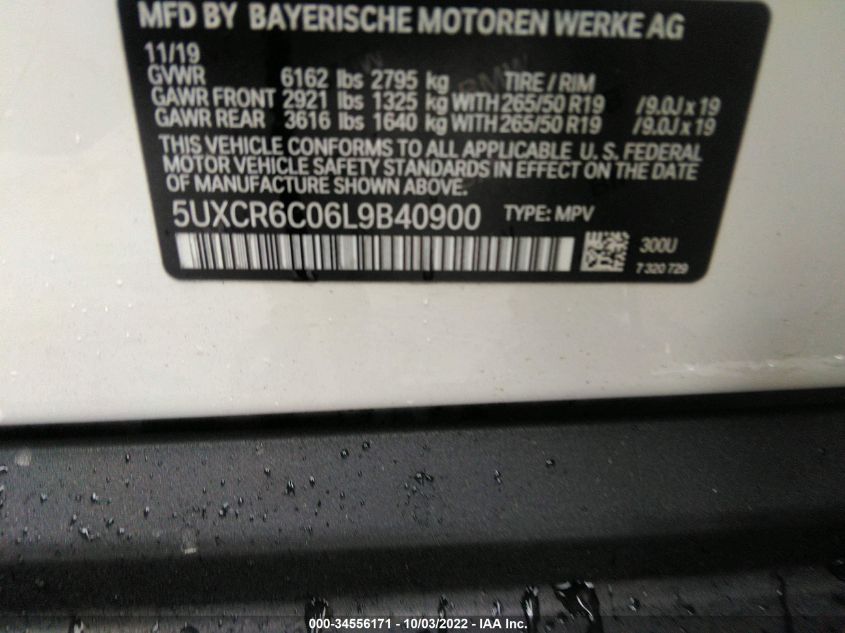 MFD BY BAYERISCHE MOTOREN WERKE AG
11/19
GVWR 6162 lbs 2795 kg TIRE / RIM
GAWR FRONT 2921 lbs 1325 kg WITH 265/50 R19 /9.0J x 19
GAWR REAR 3616 lbs 1640 kg WITH 265/50 R19 /9.0J x 19
THIS VEHICLE CONFORMS TO ALL APPLICABLE U. S. FEDERAL
MOTOR VEHICLE SAFETY STANDARDS IN EFFECT ON THE DATE
OF MANUFACTURE SHOWN ABOVE.
5UXCR6C06L9B40900 TYPE: MPV
300U
7 320 729
000-34556171 - 10/03/2022 - IAA Inc.